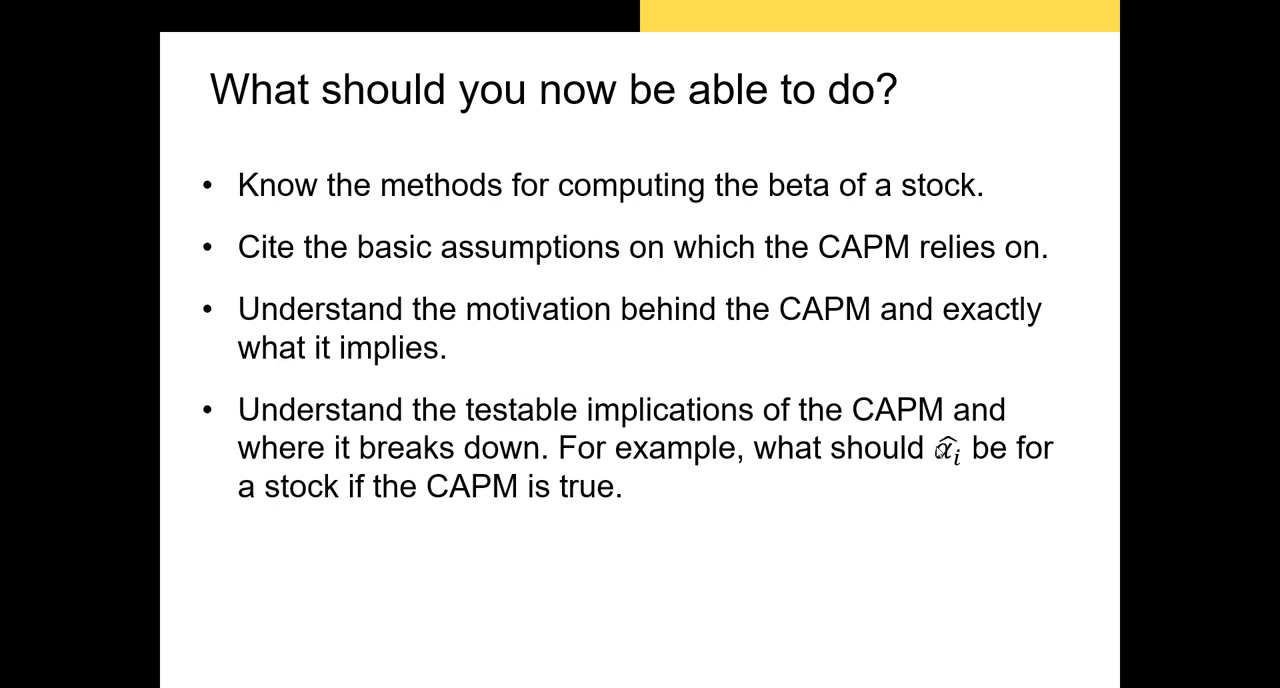 What should you now be able to do?
• Know the methods for computing the beta of a stock.
• Cite the basic assumptions on which the CAPM relies on.
• Understand the motivation behind the CAPM and exactly
what it implies.
• Understand the testable implications of the CAPM and
where it breaks down. For example, what should α̂ᵢ be for
a stock if the CAPM is true.